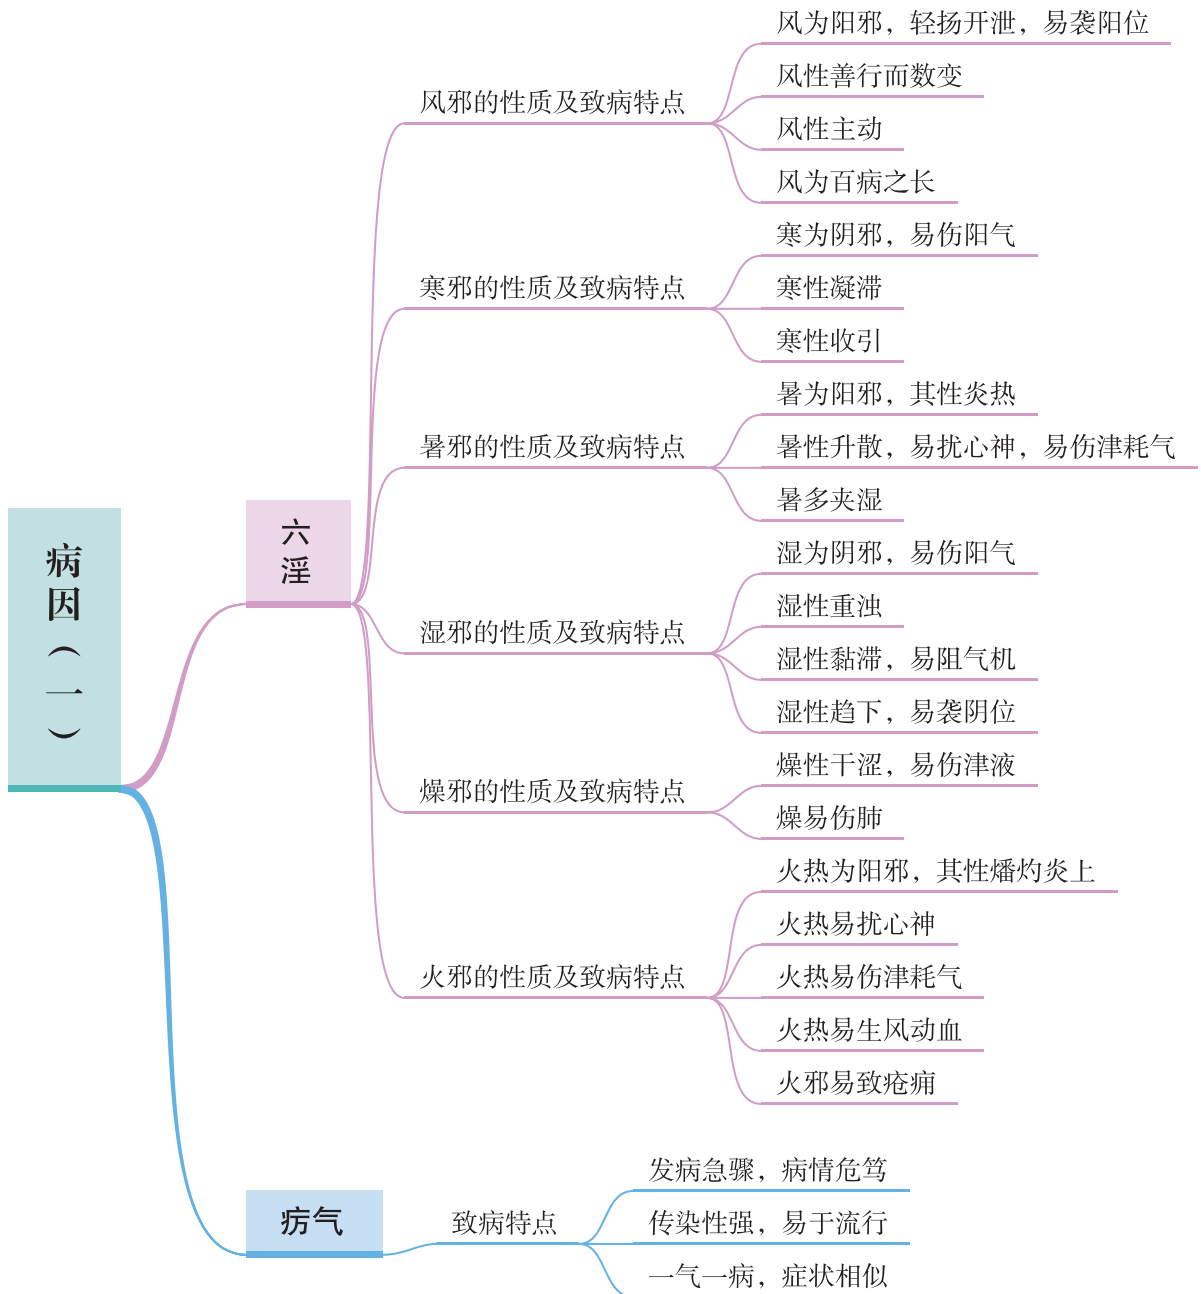 病因（一）
六淫
风邪的性质及致病特点
风为阳邪，轻扬开泄，易袭阳位
风性善行而数变
风性主动
风为百病之长
寒邪的性质及致病特点
寒为阴邪，易伤阳气
寒性凝滞
寒性收引
暑邪的性质及致病特点
暑为阳邪，其性炎热
暑性升散，易扰心神，易伤津耗气
暑多夹湿
湿邪的性质及致病特点
湿为阴邪，易伤阳气
湿性重浊
湿性黏滞，易阻气机
湿性趋下，易袭阴位
燥邪的性质及致病特点
燥性干涩，易伤津液
燥易伤肺
火邪的性质及致病特点
火热为阳邪，其性燔灼炎上
火热易扰心神
火热易伤津耗气
火热易生风动血
火邪易致疮痈
疠气
致病特点
发病急骤，病情危笃
传染性强，易于流行
一气一病，症状相似